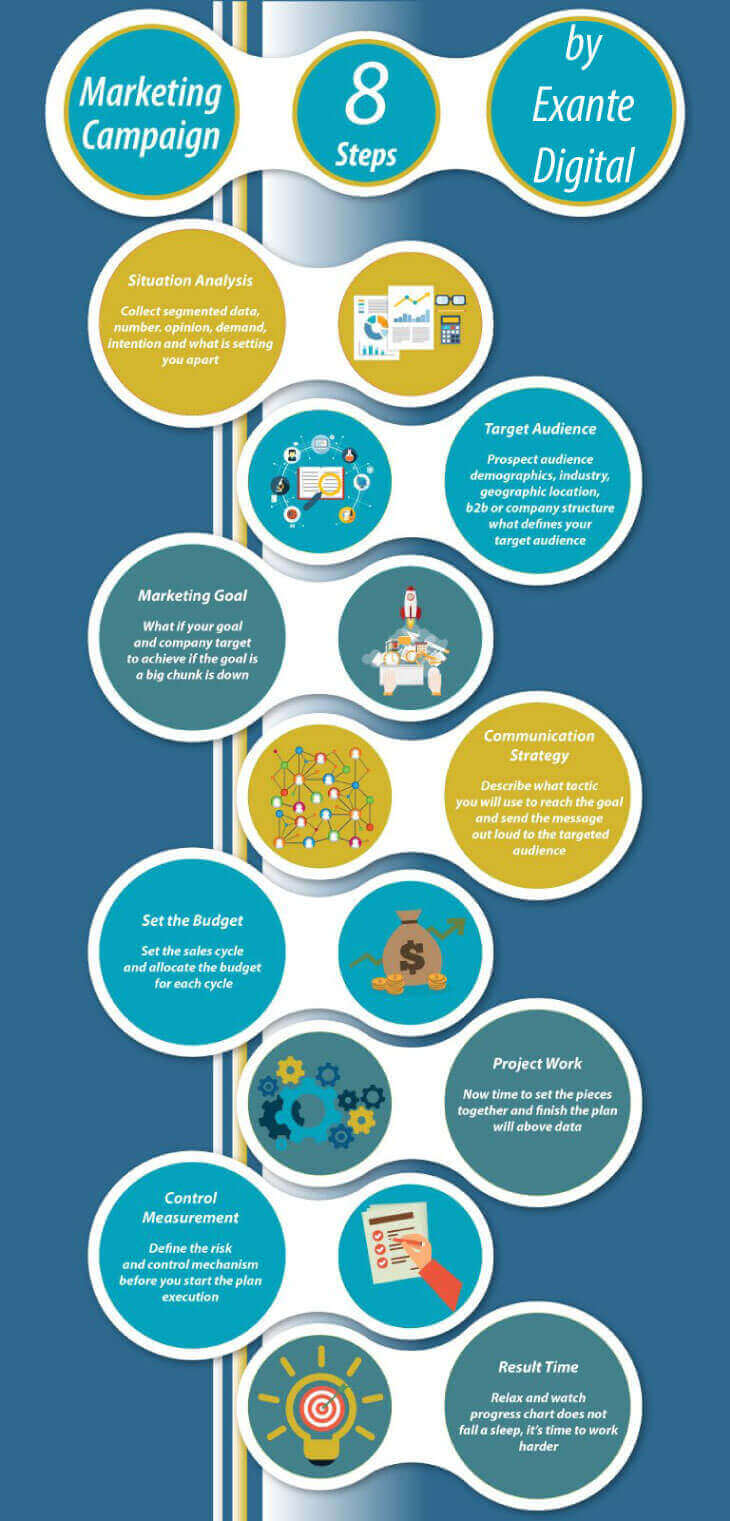 Marketing
Campaign
8
Steps
by
Exante
Digital
Situation Analysis
Collect segmented data,
number. opinion, demand,
intention and what is setting
you apart
Target Audience
Prospect audience
demographics, industry,
geographic location,
b2b or company structure
what defines your
target audience
Marketing Goal
What if your goal
and company target
to achieve if the goal is
a big chunk is down
Communication
Strategy
Describe what tactic
you will use to reach the goal
and send the message
out loud to the targeted
audience
Set the Budget
Set the sales cycle
and allocate the budget
for each cycle
$
Project Work
Now time to set the pieces
together and finish the plan
will above data
Control
Measurement
Define the risk
and control mechanism
before you start the plan
execution
Result Time
Relax and watch
progress chart does not
fall a sleep, it's time to work
harder